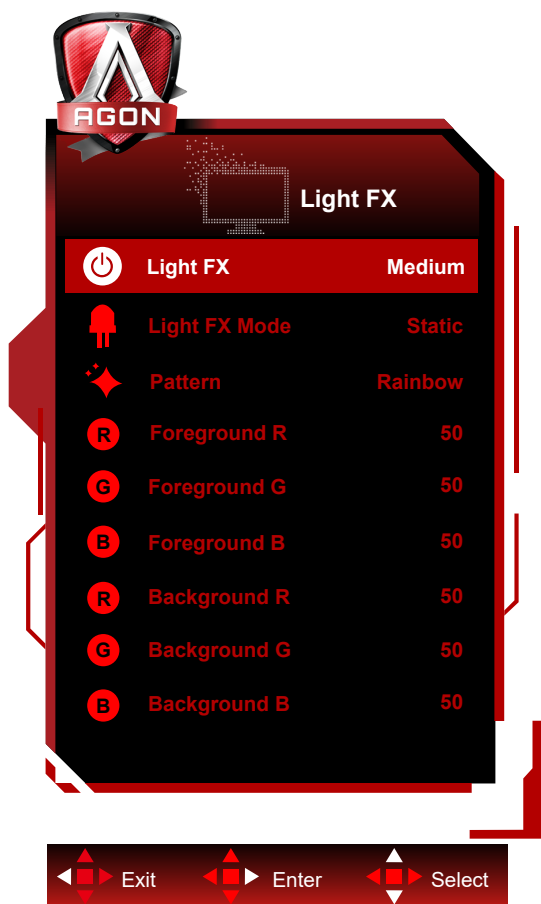 AGON
Light FX
Light FX Medium
Light FX Mode Static
Pattern Rainbow
R Foreground R 50
G Foreground G 50
B Foreground B 50
R Background R 50
G Background G 50
B Background B 50
Exit Enter Select